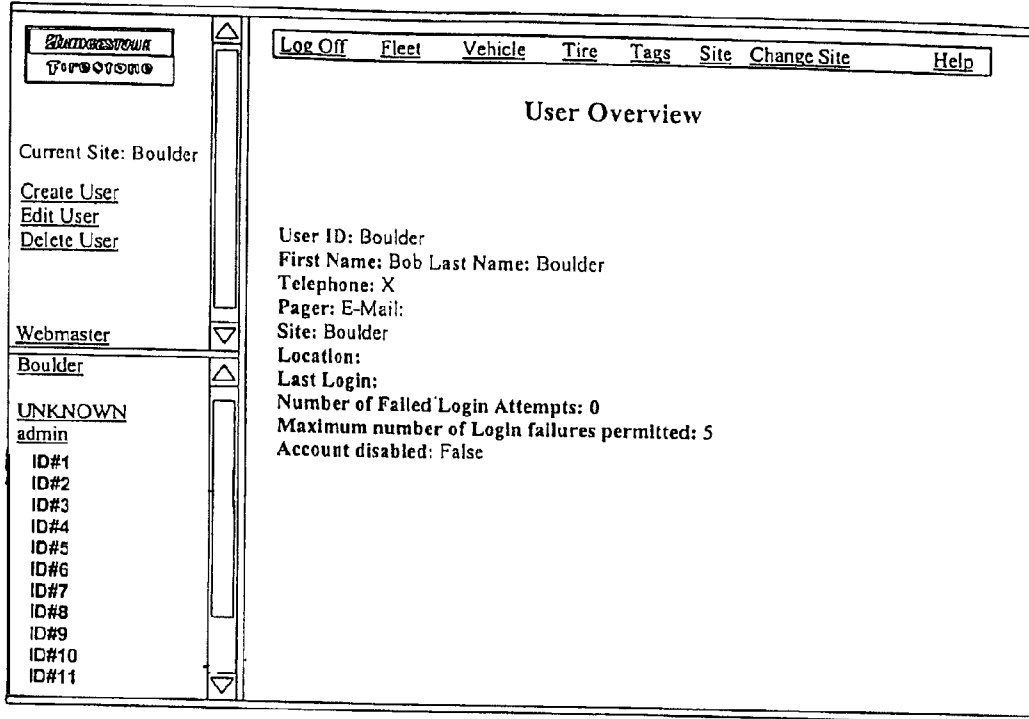 BRIDGESTONE
Firestone
Current Site: Boulder
Create User
Edit User
Delete User
Webmaster
Boulder
UNKNOWN
admin
ID#1
ID#2
ID#3
ID#4
ID#5
ID#6
ID#7
ID#8
ID#9
ID#10
ID#11
Log Off Fleet Vehicle Tire Tags Site Change Site Help
User Overview
User ID: Boulder
First Name: Bob Last Name: Boulder
Telephone: X
Pager: E-Mail:
Site: Boulder
Location:
Last Login:
Number of Failed Login Attempts: 0
Maximum number of Login failures permitted: 5
Account disabled: False